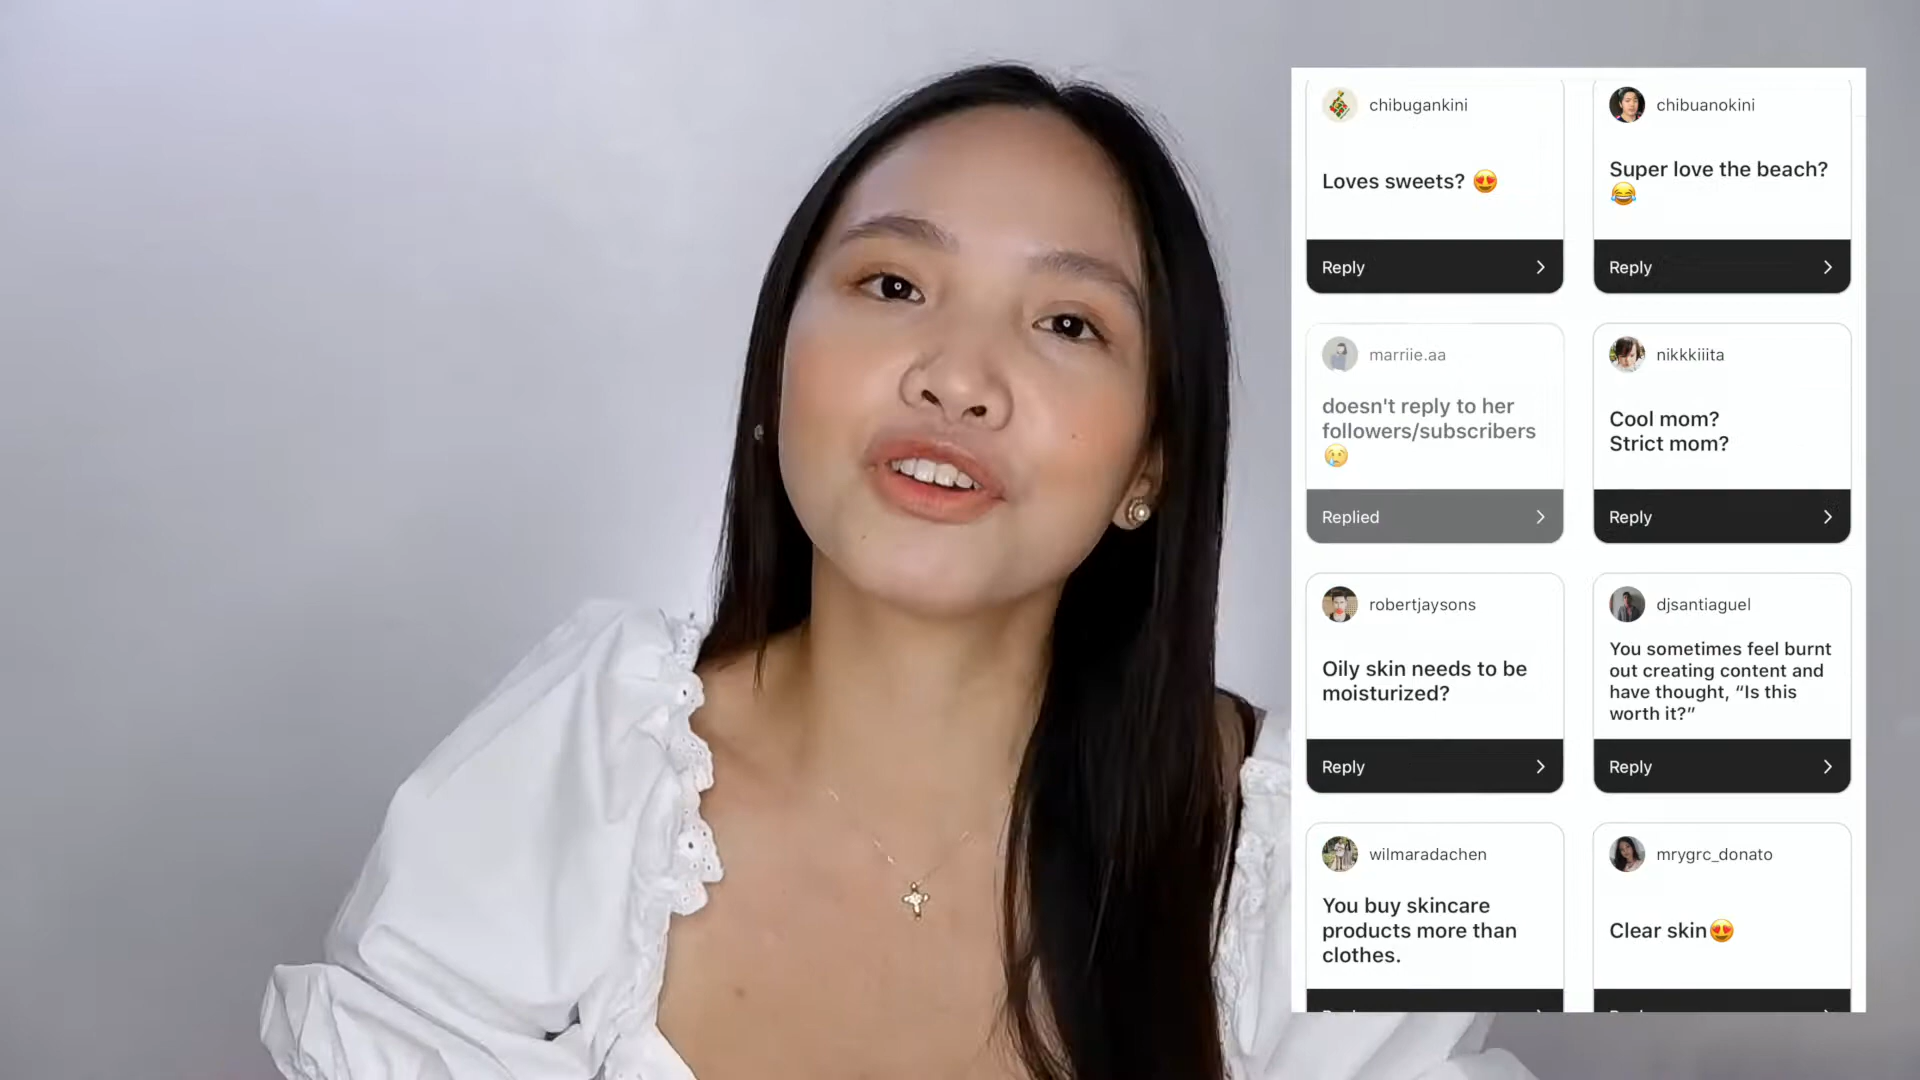 chibugankini
Loves sweets? 😍
Reply
chibuanokini
Super love the beach?
😂
Reply
marriie.aa
doesn't reply to her
followers/subscribers
😢
Replied
nikkkiiita
Cool mom?
Strict mom?
Reply
robertjaysons
Oily skin needs to be
moisturized?
Reply
djsantiaguel
You sometimes feel burnt
out creating content and
have thought, “Is this
worth it?”
Reply
wilmaradachen
You buy skincare
products more than
clothes.
mrygrc_donato
Clear skin😍